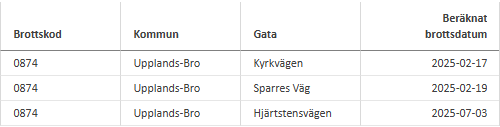 Brottskod Kommun Gata Beräknat brottsdatum
0874 Upplands-Bro Kyrkvägen 2025-02-17
0874 Upplands-Bro Sparres Väg 2025-02-19
0874 Upplands-Bro Hjärtstensvägen 2025-07-03